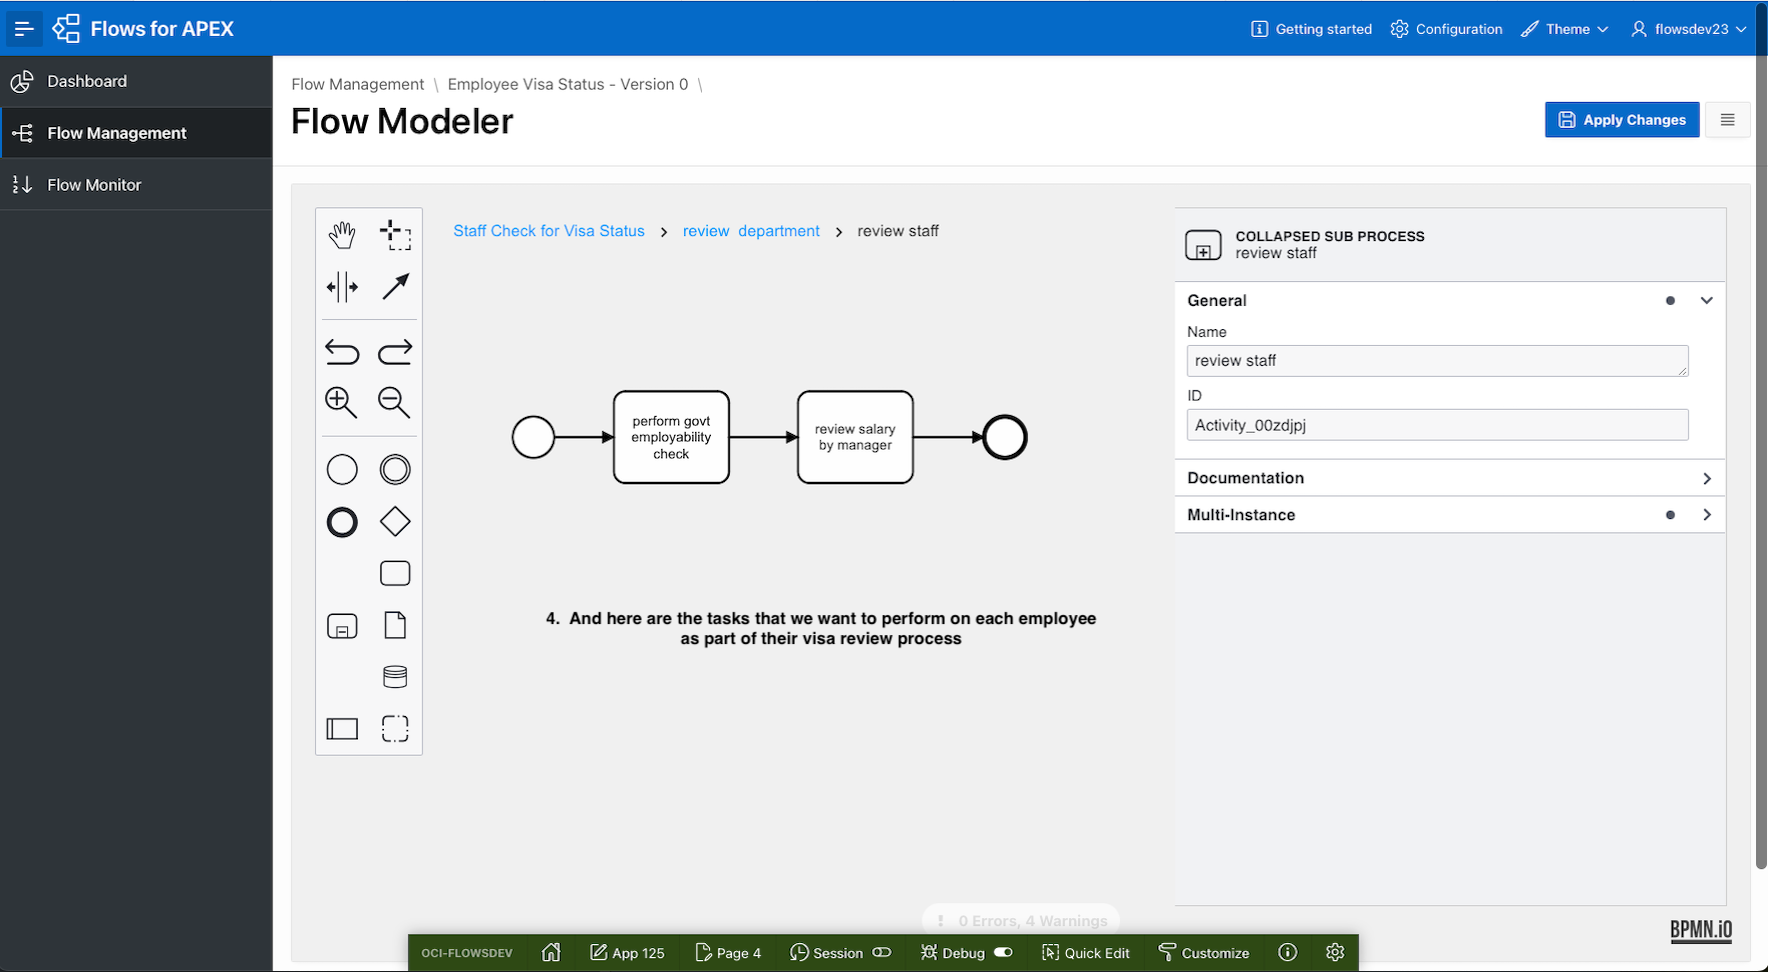 Flows for APEX
Getting started
Configuration
Theme
flowsdev23
Dashboard
Flow Management
Flow Monitor
Flow Management \ Employee Visa Status - Version 0 \
Flow Modeler
Apply Changes
Staff Check for Visa Status > review department > review staff
perform govt
employability
check
review salary
by manager
4. And here are the tasks that we want to perform on each employee
as part of their visa review process
COLLAPSED SUB PROCESS
review staff
General
Name
review staff
ID
Activity_00zdjpj
Documentation
Multi-Instance
BPMN.iO
! 0 Errors, 4 Warnings
OCI-FLOWSDEV
App 125
Page 4
Session
Debug
Quick Edit
Customize